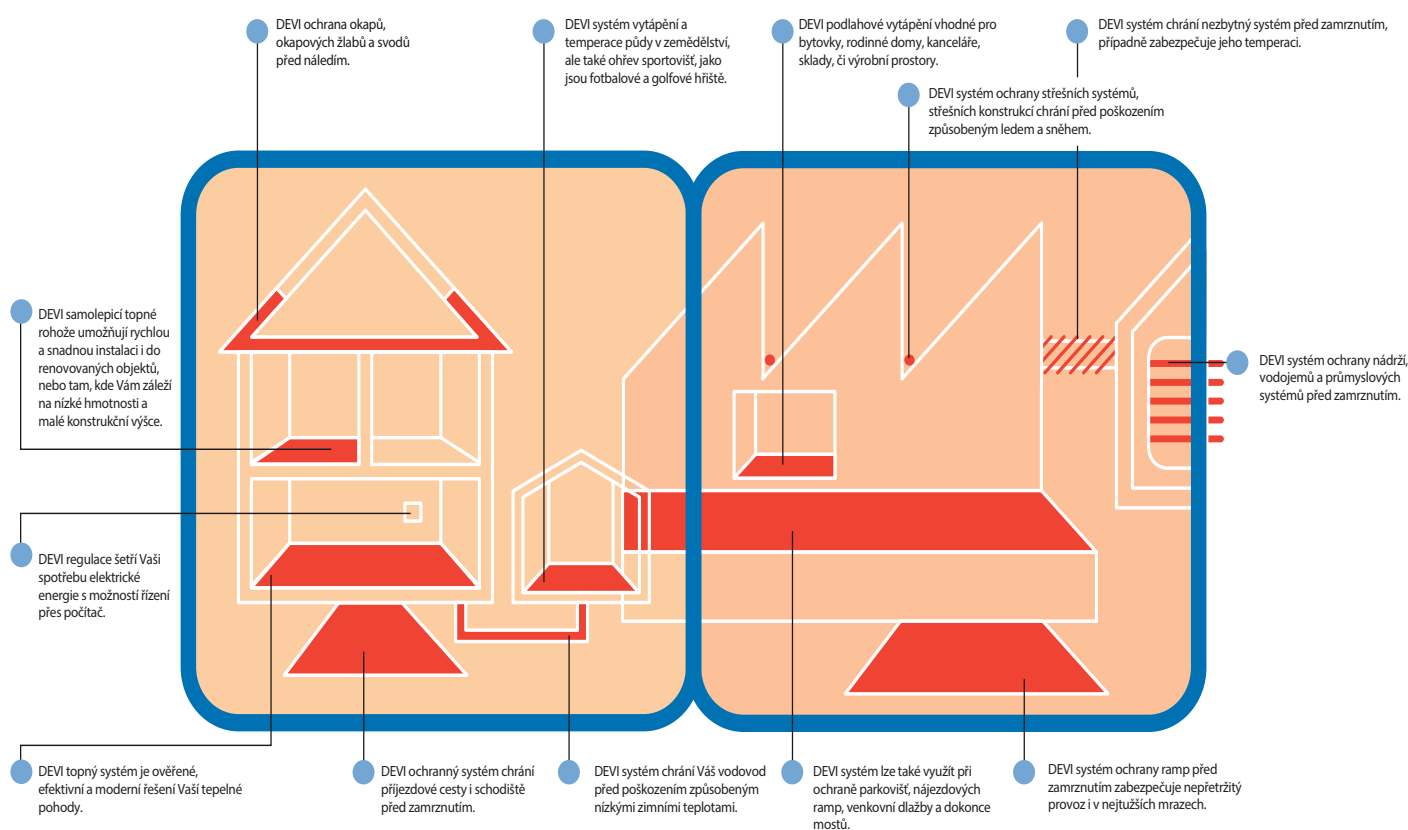 DEVI ochrana okapů,
okapových žlabů a svodů
před náledím.
DEVI systém vytápění a
temperace půdy v zemědělství,
ale také ohřev sportovišť, jako
jsou fotbalové a golfové hřiště.
DEVI podlahové vytápění vhodné pro
bytovky, rodinné domy, kanceláře,
sklady, či výrobní prostory.
DEVI systém chrání nezbytný systém před zamrznutím,
případně zabezpečuje jeho temperaci.
DEVI systém ochrany střešních systémů,
střešních konstrukcí chrání před poškozením
způsobeným ledem a sněhem.
DEVI samolepicí topné
rohože umožňují rychlou
a snadnou instalaci i do
renovovaných objektů,
nebo tam, kde Vám záleží
na nízké hmotnosti a
malé konstrukční výšce.
DEVI systém ochrany nádrží,
vodojemů a průmyslových
systémů před zamrznutím.
DEVI regulace šetří Vaši
spotřebu elektrické
energie s možností řízení
přes počítač.
DEVI topný systém je ověřené,
efektivní a moderní řešení Vaší tepelné
pohody.
DEVI ochranný systém chrání
příjezdové cesty i schodiště
před zamrznutím.
DEVI systém chrání Váš vodovod
před poškozením způsobeným
nízkými zimními teplotami.
DEVI systém lze také využít při
ochraně parkovišť, nájezdových
ramp, venkovní dlažby a dokonce
mostů.
DEVI systém ochrany ramp před
zamrznutím zabezpečuje nepřetržitý
provoz i v nejtužších mrazech.